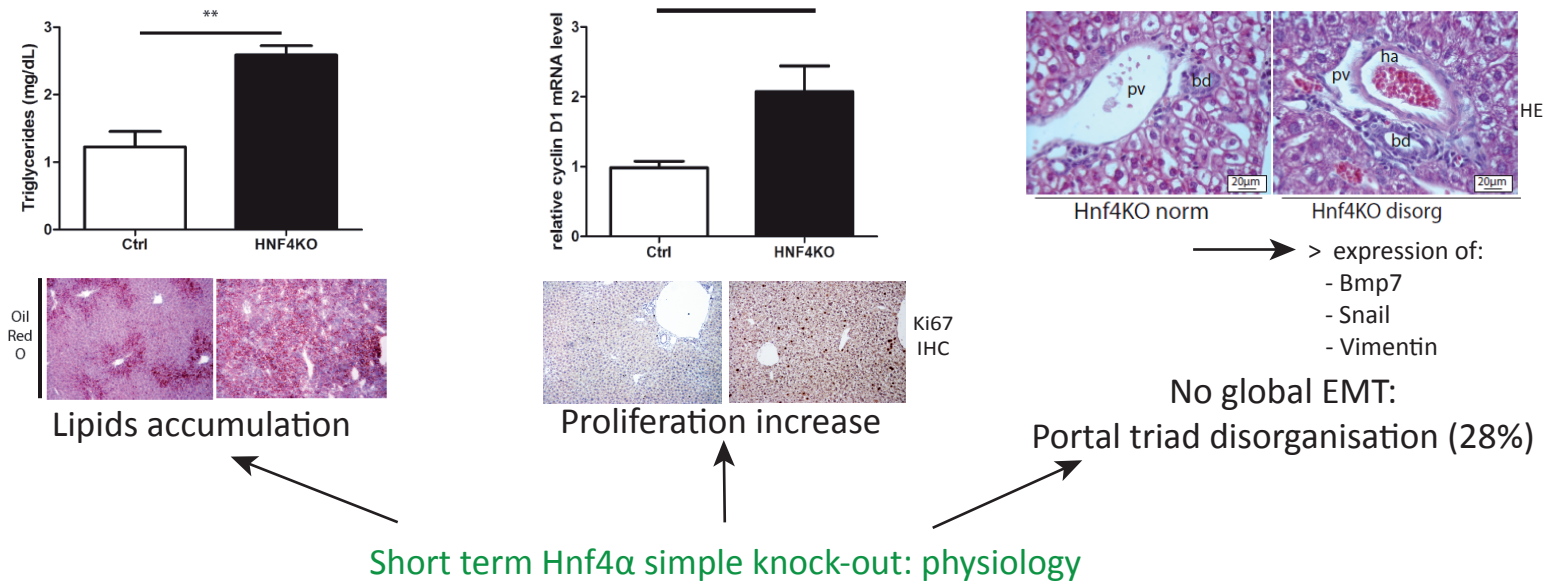 **
Triglycerides (mg/dL)
3
2
1
0
Ctrl
HNF4KO
Oil
Red
O
Lipids accumulation
relative cyclin D1 mRNA level
3
2
1
0
Ctrl
HNF4KO
Ki67
IHC
Proliferation increase
pv
bd
20µm
pv
ha
bd
20µm
HE
Hnf4KO norm
Hnf4KO disorg
> expression of:
- Bmp7
- Snail
- Vimentin
No global EMT:
Portal triad disorganisation (28%)
Short term Hnf4α simple knock-out: physiology